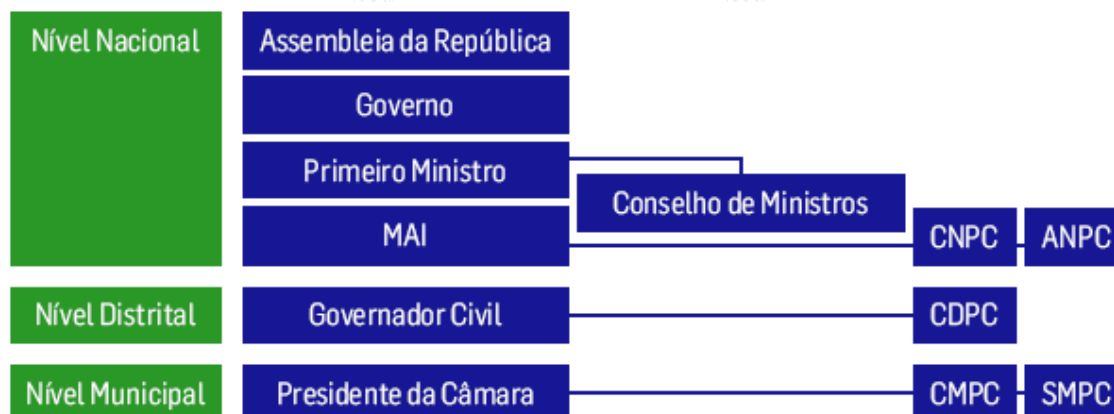 Nível Nacional
Assembleia da República
Governo
Primeiro Ministro
Conselho de Ministros
MAI
CNPC
ANPC
Nível Distrital
Governador Civil
CDPC
Nível Municipal
Presidente da Câmara
CMPC
SMPC